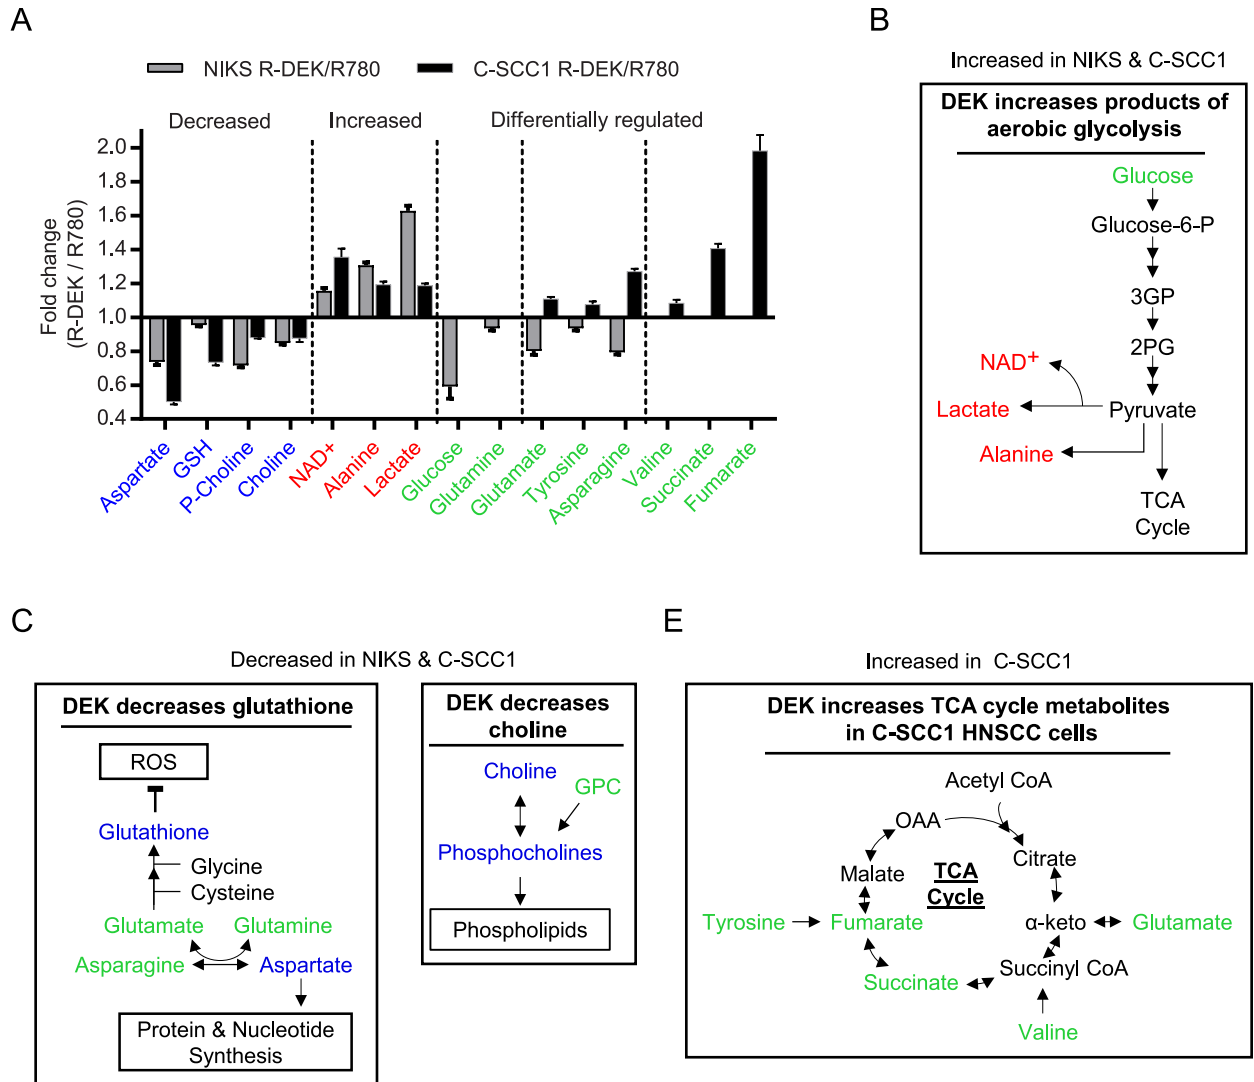 A
NIKS R-DEK/R780
C-SCC1 R-DEK/R780
Decreased
Increased
Differentially regulated
Fold change
(R-DEK / R780)
2.0
1.8
1.6
1.4
1.2
1.0
0.8
0.6
0.4
Aspartate
GSH
P-Choline
Choline
NAD+
Alanine
Lactate
Glucose
Glutamine
Glutamate
Tyrosine
Asparagine
Valine
Succinate
Fumarate
B
Increased in NIKS & C-SCC1
DEK increases products of
aerobic glycolysis
Glucose
Glucose-6-P
3GP
2PG
NAD+
Lactate
Pyruvate
Alanine
TCA
Cycle
C
Decreased in NIKS & C-SCC1
DEK decreases glutathione
ROS
Glutathione
Glycine
Cysteine
Glutamate
Glutamine
Asparagine
Aspartate
Protein & Nucleotide
Synthesis
DEK decreases
choline
Choline
GPC
Phosphocholines
Phospholipids
E
Increased in C-SCC1
DEK increases TCA cycle metabolites
in C-SCC1 HNSCC cells
Acetyl CoA
OAA
Citrate
Malate
TCA
Cycle
Tyrosine
Fumarate
α-keto
Glutamate
Succinate
Succinyl CoA
Valine